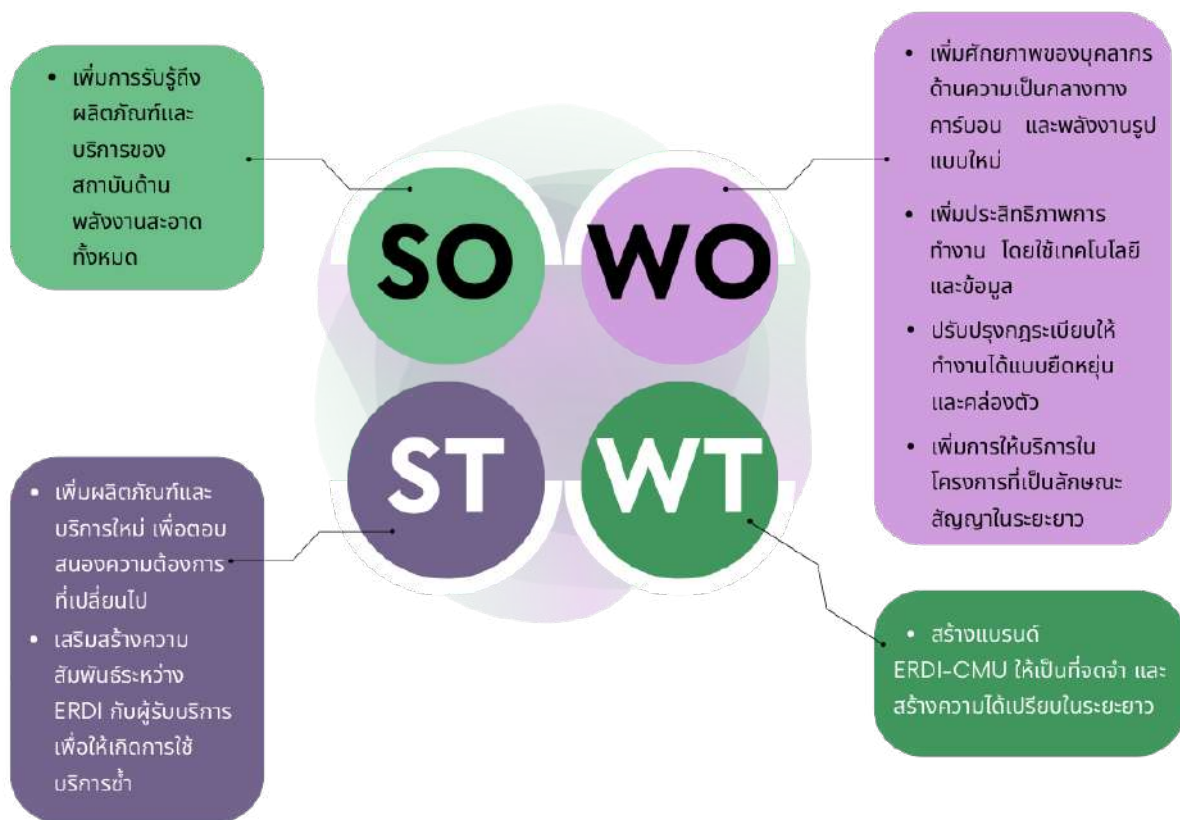 • เพิ่มการรับรู้ถึง
ผลิตภัณฑ์และ
บริการของ
สถาบันด้าน
พลังงานสะอาด
ทั้งหมด
SO
WO
• เพิ่มศักยภาพของบุคลากร
ด้านความเป็นกลางทาง
คาร์บอน และพลังงานรูป
แบบใหม่
• เพิ่มประสิทธิภาพการ
ทำงาน โดยใช้เทคโนโลยี
และข้อมูล
• ปรับปรุงกฎระเบียบให้
ทำงานได้แบบยืดหยุ่น
และคล่องตัว
• เพิ่มการให้บริการใน
โครงการที่เป็นลักษณะ
สัญญาในระยะยาว
ST
WT
• เพิ่มผลิตภัณฑ์และ
บริการใหม่ เพื่อตอบ
สนองความต้องการ
ที่เปลี่ยนไป
• เสริมสร้างความ
สัมพันธ์ระหว่าง
ERDI กับผู้รับบริการ
เพื่อให้เกิดการใช้
บริการซ้ำ
• สร้างแบรนด์
ERDI-CMU ให้เป็นที่จดจำ และ
สร้างความได้เปรียบในระยะยาว